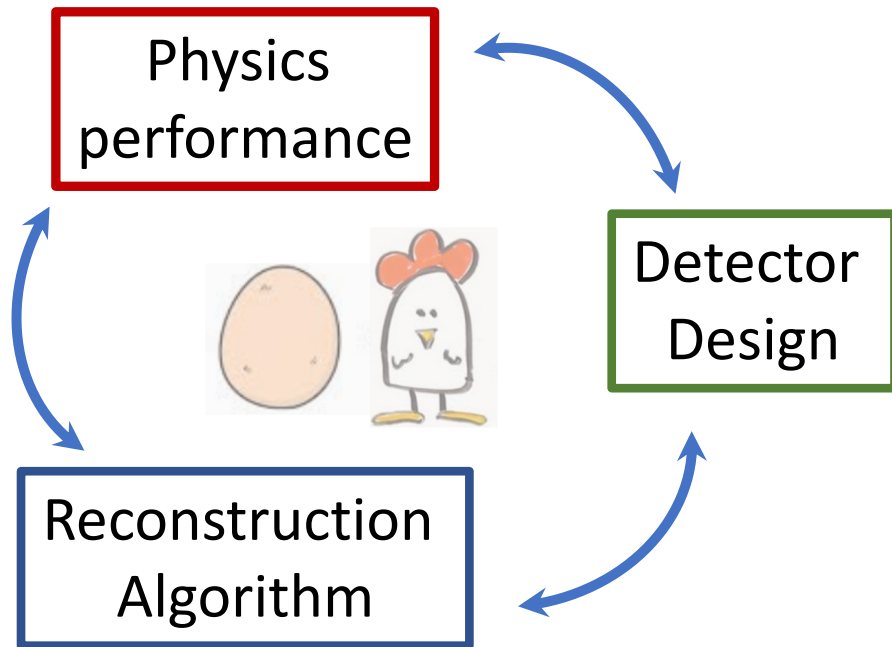 Physics
performance
Detector
Design
Reconstruction
Algorithm